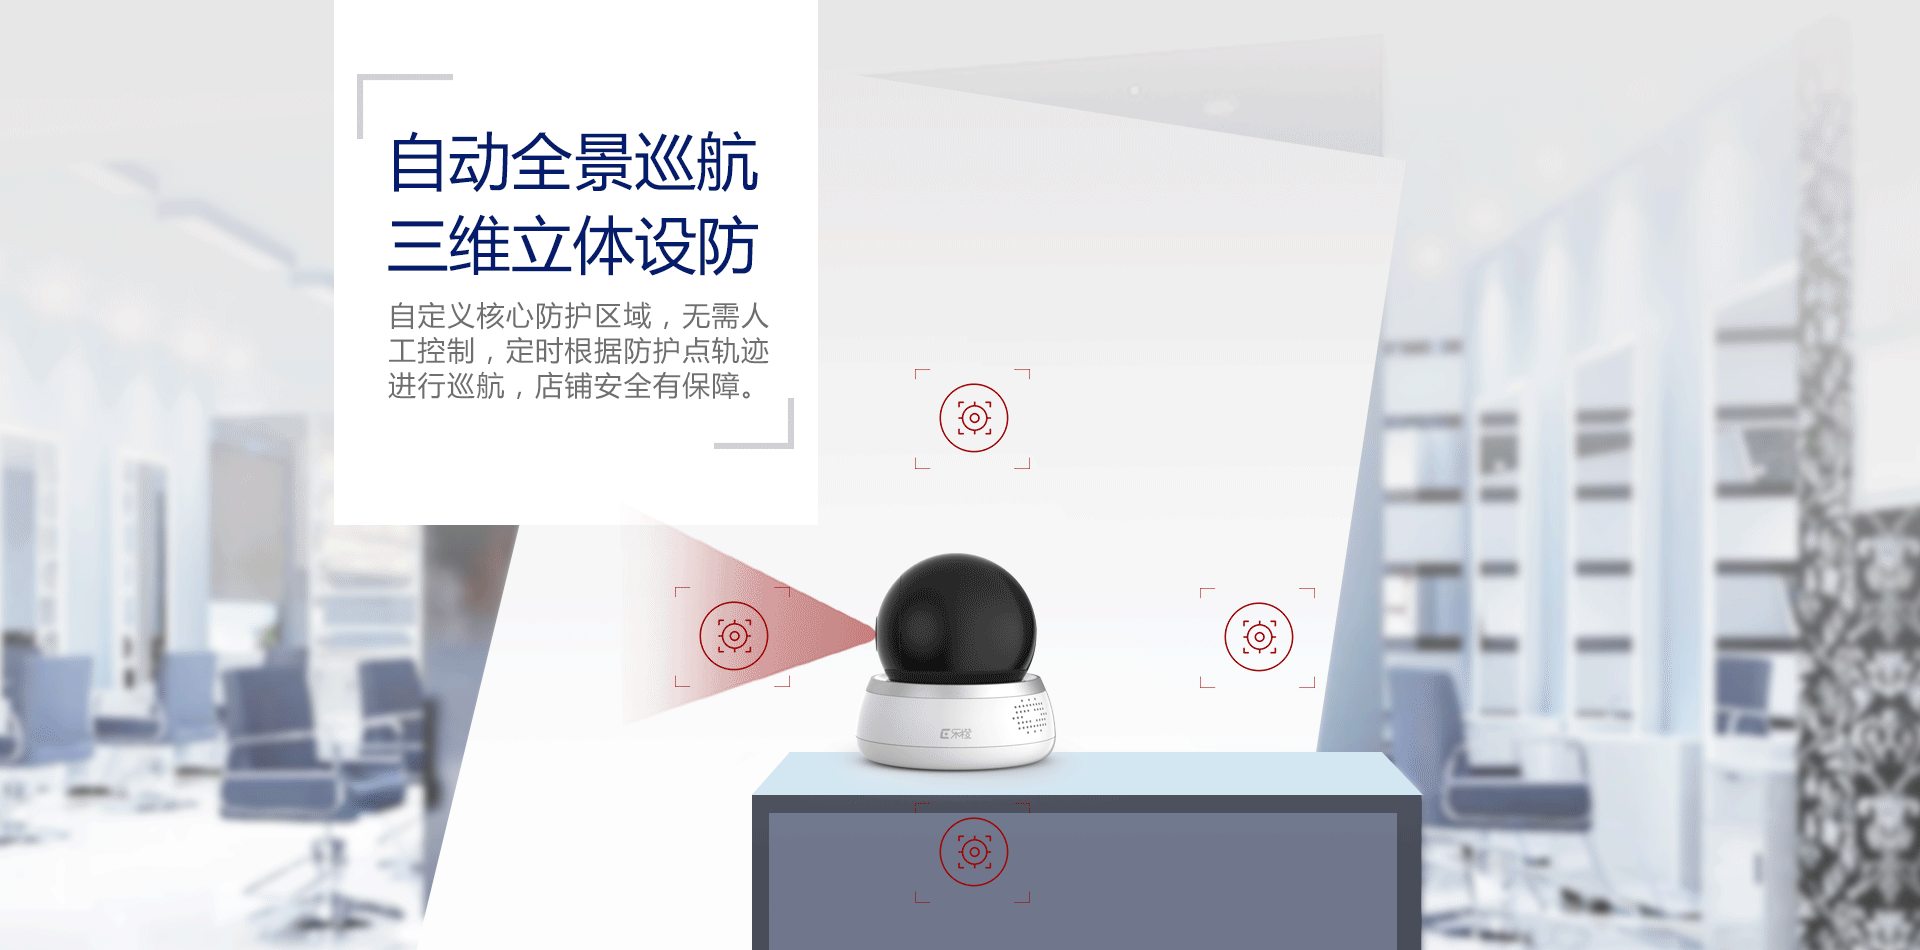 自动全景巡航
三维立体设防
自定义核心防护区域，无需人
工控制，定时根据防护点轨迹
进行巡航，店铺安全有保障。
乐橙